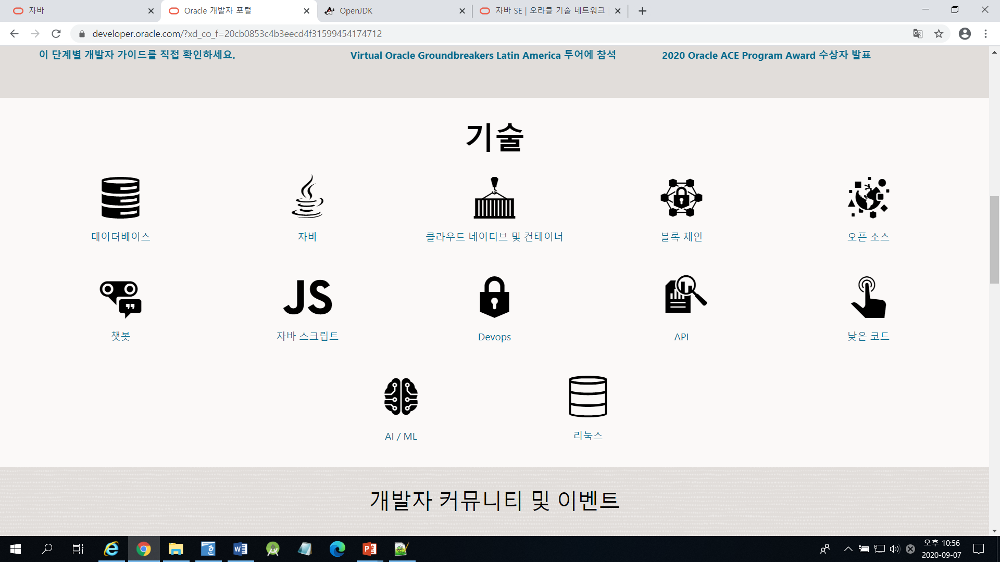 자바
Oracle 개발자 포털
OpenJDK
자바 SE | 오라클 기술 네트워크
developer.oracle.com/?xd_co_f=20cb0853c4b3eecd4f31599454174712
이 단계별 개발자 가이드를 직접 확인하세요.
Virtual Oracle Groundbreakers Latin America 투어에 참석
2020 Oracle ACE Program Award 수상자 발표
기술
데이터베이스
자바
클라우드 네이티브 및 컨테이너
블록 체인
오픈 소스
JS
챗봇
자바 스크립트
Devops
API
낮은 코드
AI / ML
리눅스
개발자 커뮤니티 및 이벤트
오후 10:56
2020-09-07